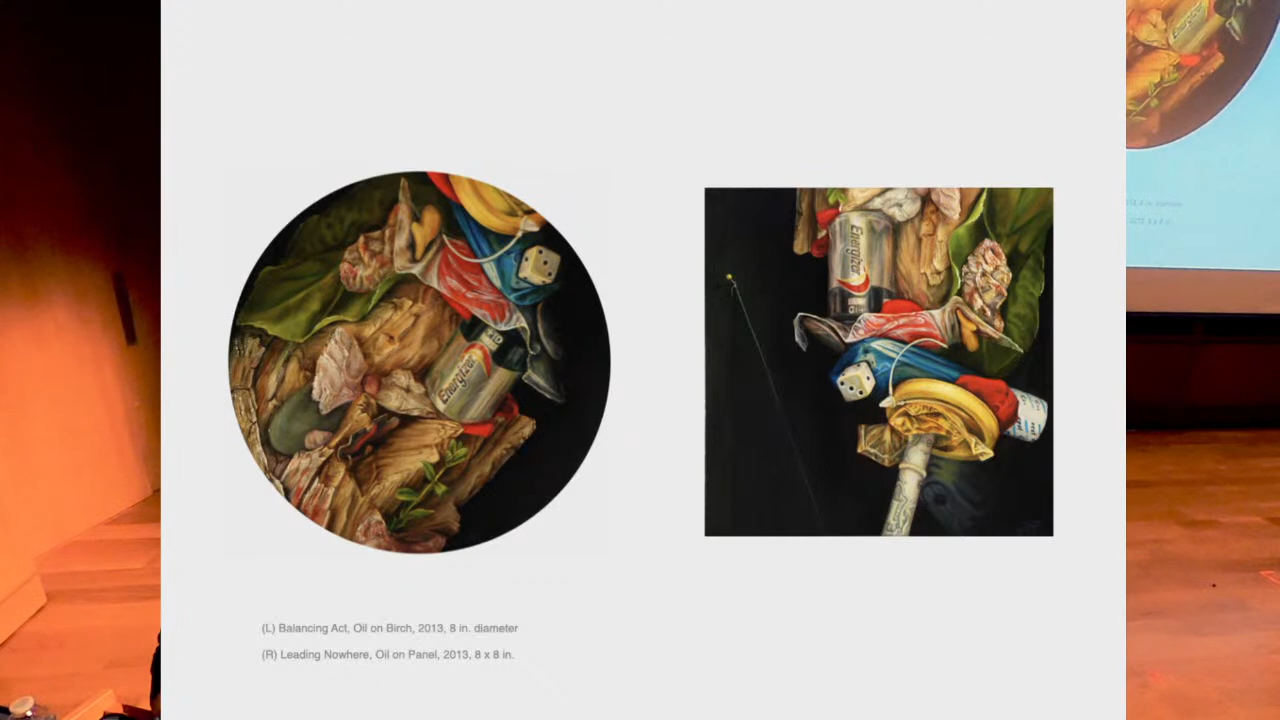 Energizer
Energizer
(L) Balancing Act, Oil on Birch, 2013, 8 in. diameter
(R) Leading Nowhere, Oil on Panel, 2013, 8 x 8 in.